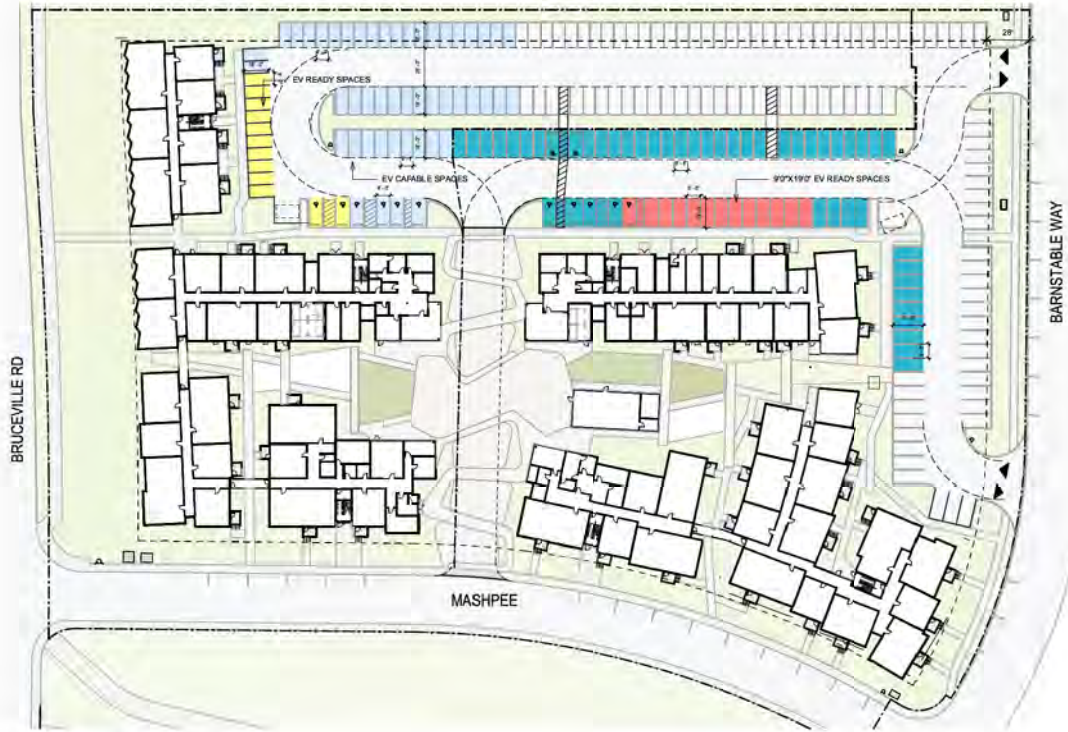 28'
EV READY SPACES
EV CAPABLE SPACES
9'0"X19'0" EV READY SPACES
BRUCEVILLE RD
BARNSTABLE WAY
MASHPEE